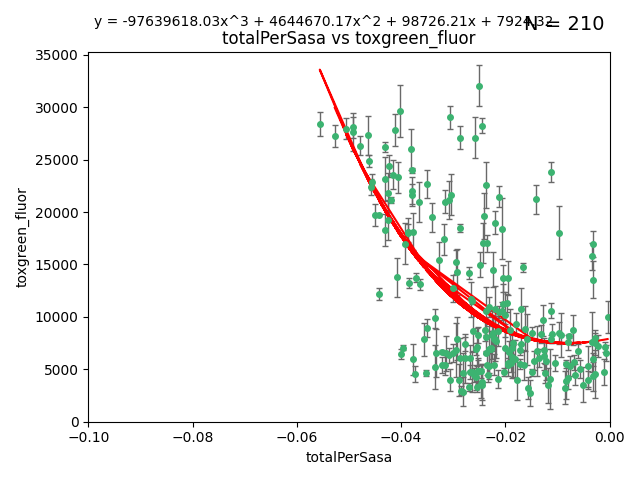 y = -97639618.03x^3 + 4644670.17x^2 + 98726.21x + 7924.32
N = 210
totalPerSasa vs toxgreen_fluor
35000
30000
25000
20000
15000
10000
5000
0
toxgreen_fluor
−0.10 −0.08 −0.06 −0.04 −0.02 0.00
totalPerSasa